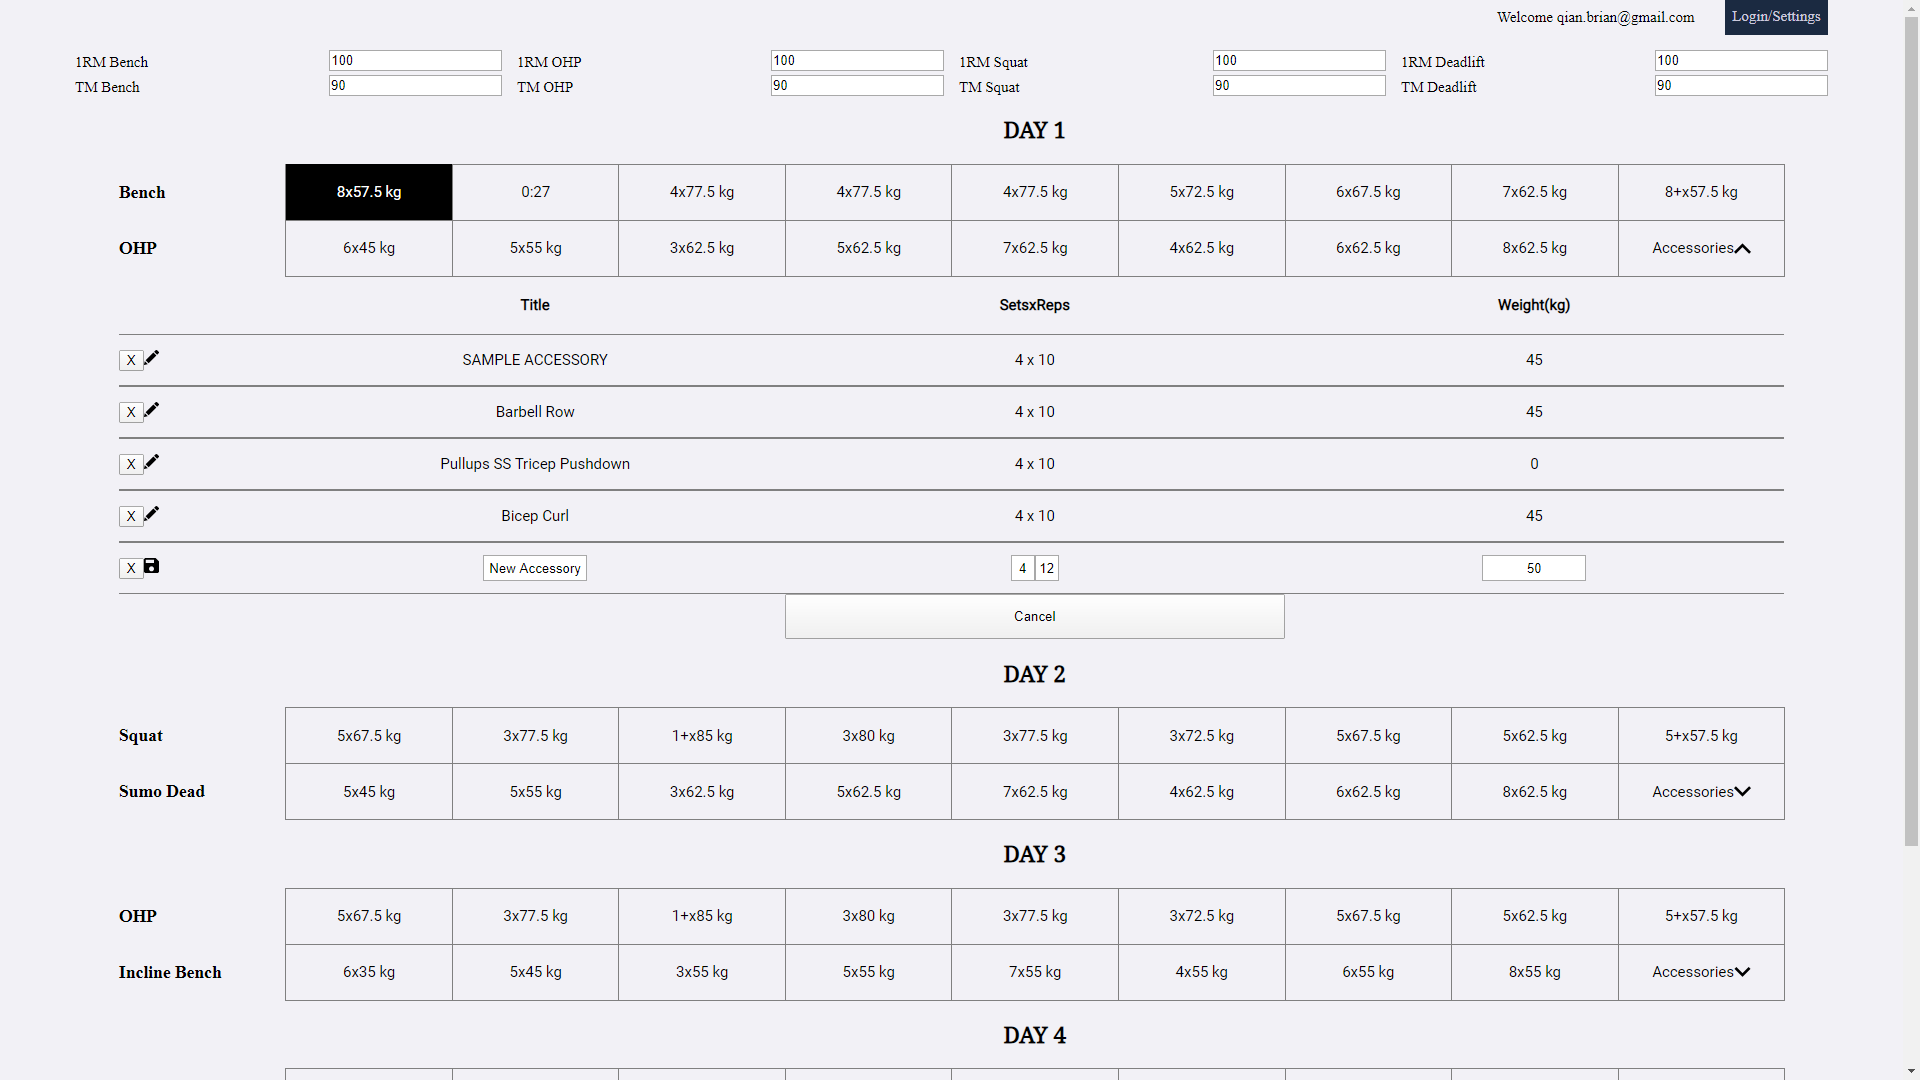 Welcome qian.brian@gmail.com Login/Settings
1RM Bench 100 1RM OHP 100 1RM Squat 100 1RM Deadlift 100
TM Bench 90 TM OHP 90 TM Squat 90 TM Deadlift 90
DAY 1
Bench 8x57.5 kg 0:27 4x77.5 kg 4x77.5 kg 4x77.5 kg 5x72.5 kg 6x67.5 kg 7x62.5 kg 8+x57.5 kg
OHP 6x45 kg 5x55 kg 3x62.5 kg 5x62.5 kg 7x62.5 kg 4x62.5 kg 6x62.5 kg 8x62.5 kg Accessories
Title SetsxReps Weight(kg)
X SAMPLE ACCESSORY 4 x 10 45
X Barbell Row 4 x 10 45
X Pullups SS Tricep Pushdown 4 x 10 0
X Bicep Curl 4 x 10 45
X New Accessory 4 12 50
Cancel
DAY 2
Squat 5x67.5 kg 3x77.5 kg 1+x85 kg 3x80 kg 3x77.5 kg 3x72.5 kg 5x67.5 kg 5x62.5 kg 5+x57.5 kg
Sumo Dead 5x45 kg 5x55 kg 3x62.5 kg 5x62.5 kg 7x62.5 kg 4x62.5 kg 6x62.5 kg 8x62.5 kg Accessories
DAY 3
OHP 5x67.5 kg 3x77.5 kg 1+x85 kg 3x80 kg 3x77.5 kg 3x72.5 kg 5x67.5 kg 5x62.5 kg 5+x57.5 kg
Incline Bench 6x35 kg 5x45 kg 3x55 kg 5x55 kg 7x55 kg 4x55 kg 6x55 kg 8x55 kg Accessories
DAY 4